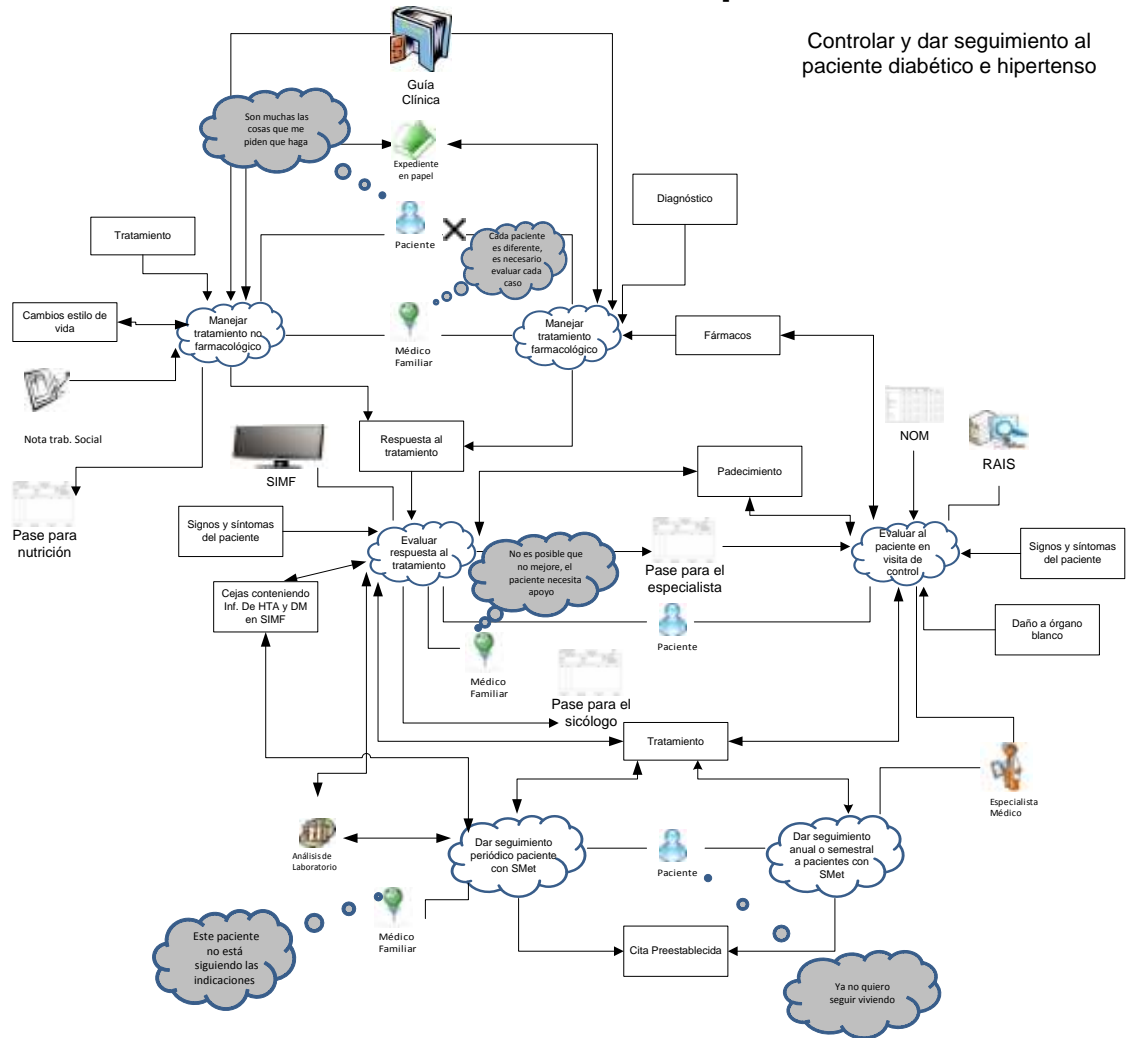 Controlar y dar seguimiento al
paciente diabético e hipertenso
Guía
Clínica
Son muchas las
cosas que me
piden que haga
Expediente
en papel
Diagnóstico
Tratamiento
Paciente
Cada paciente
es diferente,
es necesario
evaluar cada
caso
Cambios estilo de
vida
Manejar
tratamiento no
farmacológico
Médico
Familiar
Manejar
tratamiento
farmacológico
Fármacos
Nota trab. Social
Respuesta al
tratamiento
NOM
SIMF
Padecimiento
RAIS
Pase para
nutrición
Signos y síntomas
del paciente
Evaluar
respuesta al
tratamiento
No es posible que
no mejore, el
paciente necesita
apoyo
Pase para el
especialista
Evaluar al
paciente en
visita de
control
Signos y síntomas
del paciente
Cejas conteniendo
Inf. De HTA y DM
en SIMF
Paciente
Daño a órgano
blanco
Médico
Familiar
Pase para el
sicólogo
Tratamiento
Especialista
Médico
Análisis de
Laboratorio
Dar seguimiento
periódico paciente
con SMet
Paciente
Dar seguimiento
anual o semestral
a pacientes con
SMet
Este paciente
no está
siguiendo las
indicaciones
Médico
Familiar
Cita Preestablecida
Ya no quiero
seguir viviendo